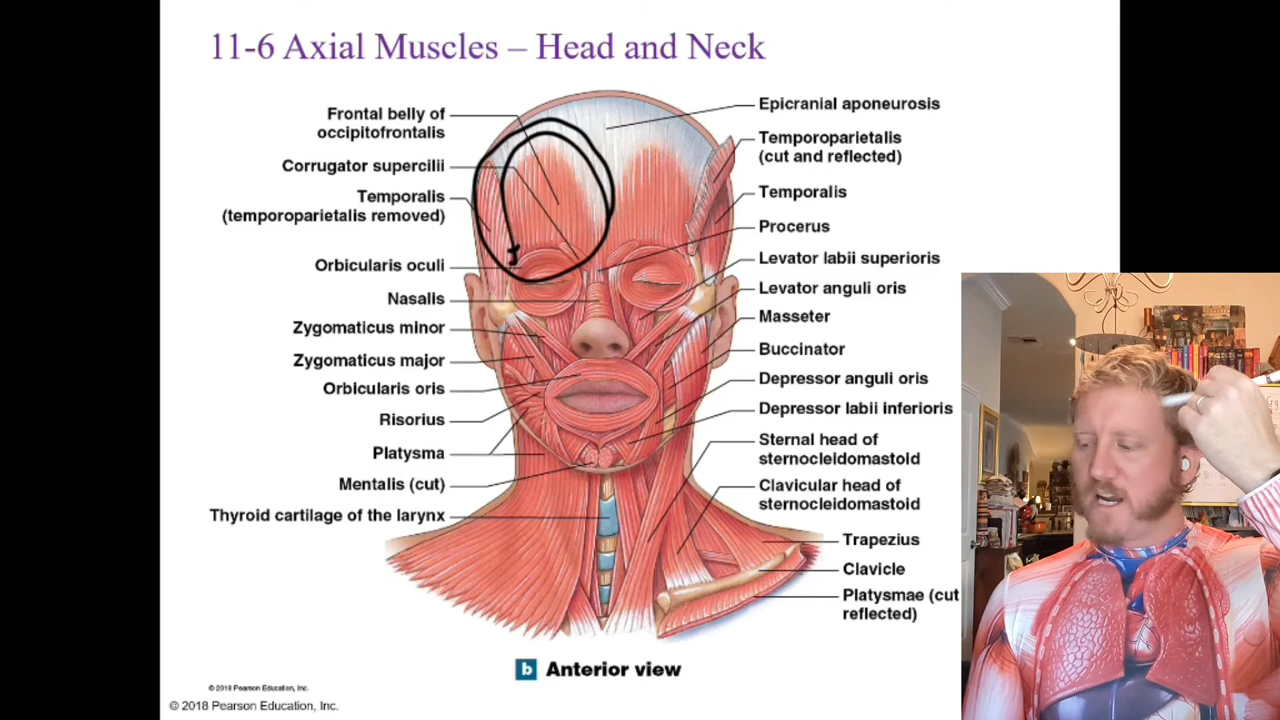 11-6 Axial Muscles – Head and Neck
Frontal belly of
occipitofrontalis
Corrugator supercilii
Temporalis
(temporoparietalis removed)
Orbicularis oculi
Nasalis
Zygomaticus minor
Zygomaticus major
Orbicularis oris
Risorius
Platysma
Mentalis (cut)
Thyroid cartilage of the larynx
Epicranial aponeurosis
Temporoparietalis
(cut and reflected)
Temporalis
Procerus
Levator labii superioris
Levator anguli oris
Masseter
Buccinator
Depressor anguli oris
Depressor labii inferioris
Sternal head of
sternocleidomastoid
Clavicular head of
sternocleidomastoid
Trapezius
Clavicle
Platysmae (cut
reflected)
b Anterior view
© 2018 Pearson Education, Inc.
© 2018 Pearson Education, Inc.